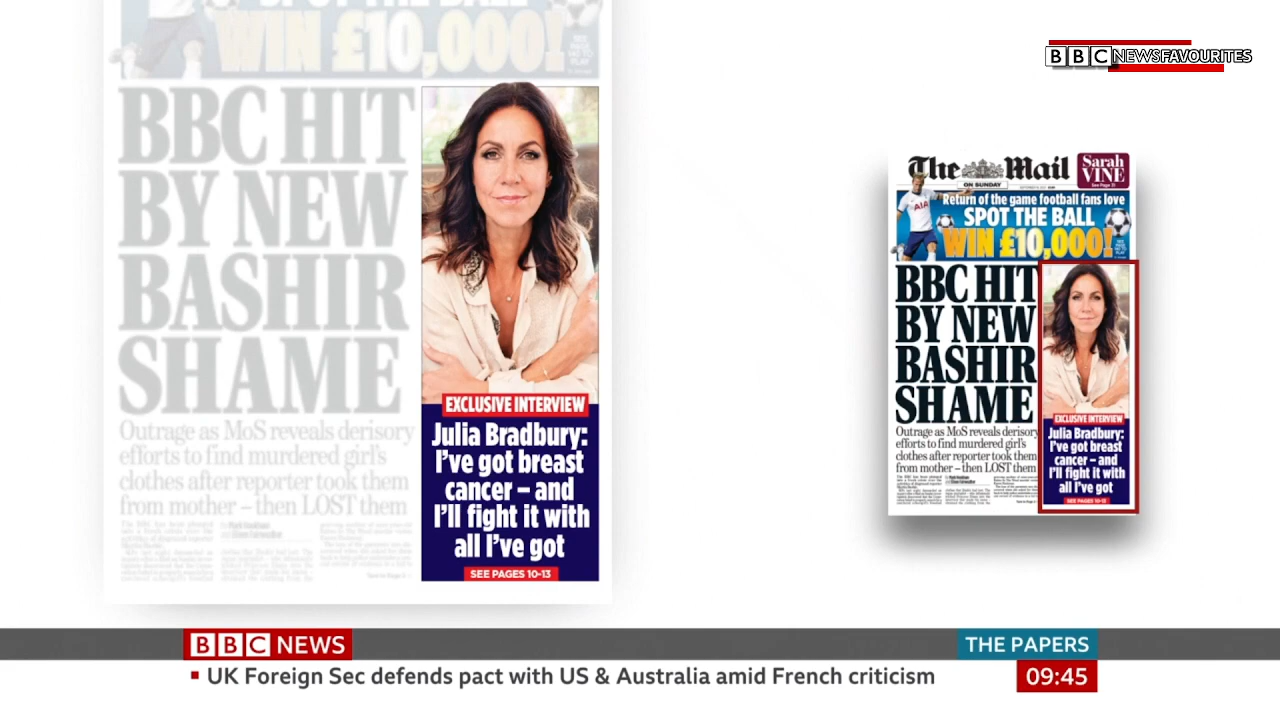 SPOT THE BALL
WIN £10,000!
BBC HIT
BY NEW
BASHIR
SHAME
Outrage as MoS reveals derisory
efforts to find murdered girl's
clothes after reporter took them
from mother – then LOST them
EXCLUSIVE INTERVIEW
Julia Bradbury:
I've got breast
cancer – and
I'll fight it with
all I've got
SEE PAGES 10-13
BBC NEWS FAVOURITES
The Mail
ON SUNDAY
Sarah
VINE
See Page 31
AIA
Return of the game football fans love
SPOT THE BALL
WIN £10,000!
BBC HIT
BY NEW
BASHIR
SHAME
Outrage as MoS reveals derisory
efforts to find murdered girl's
clothes after reporter took them
from mother – then LOST them
EXCLUSIVE INTERVIEW
Julia Bradbury:
I've got breast
cancer – and
I'll fight it with
all I've got
SEE PAGES 10-13
BBC NEWS
THE PAPERS
UK Foreign Sec defends pact with US & Australia amid French criticism
09:45